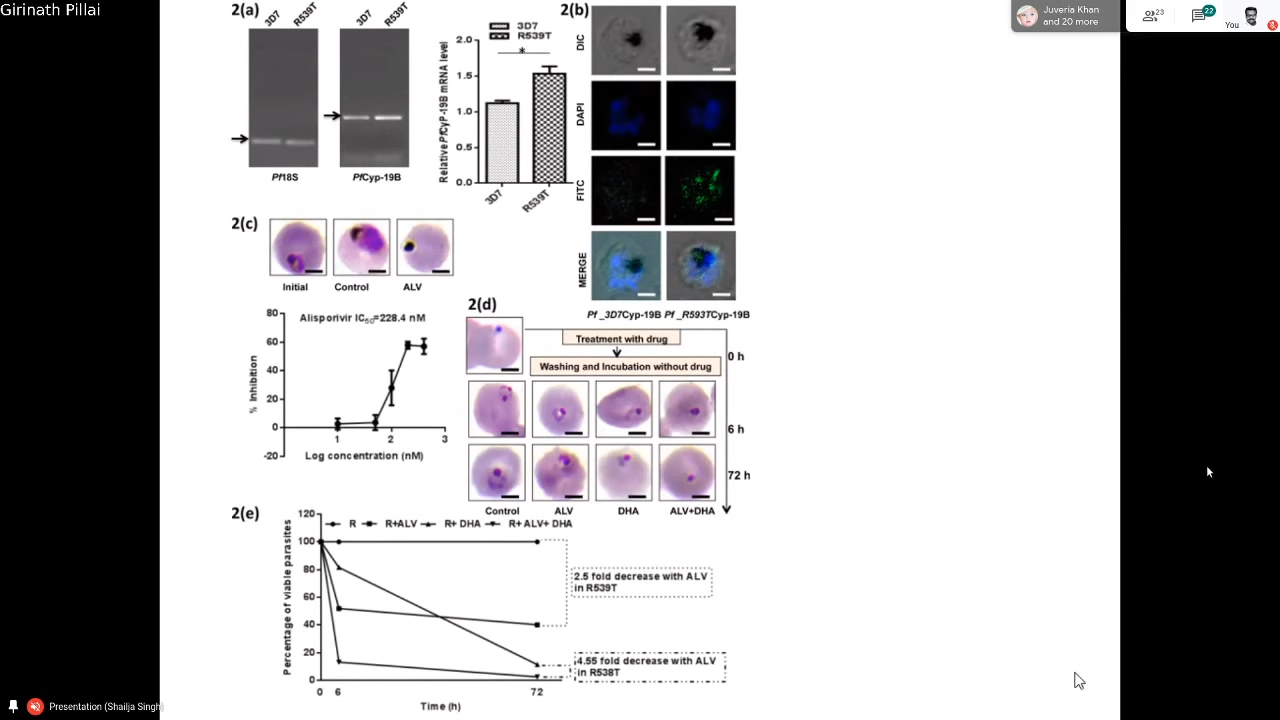 Girinath Pillai
Juveria Khan
and 20 more
23
22
You
2(a)
3D7
R539T
3D7
R539T
Pf18S
PfCyp-19B
3D7
R539T
Relative PfCyP-19B mRNA level
2.0
1.5
1.0
0.5
0.0
*
3D7
R539T
2(b)
DIC
DAPI
FITC
MERGE
Pf _3D7Cyp-19B
Pf _R593TCyp-19B
2(c)
Initial
Control
ALV
Alisporivir IC50=228.4 nM
% Inhibition
80
60
40
20
0
-20
1
2
3
Log concentration (nM)
2(d)
Treatment with drug
Washing and Incubation without drug
0 h
6 h
72 h
Control
ALV
DHA
ALV+DHA
2(e)
Percentage of viable parasites
120
100
80
60
40
20
0
R
R+ALV
R+ DHA
R+ ALV+ DHA
2.5 fold decrease with ALV
in R539T
4.55 fold decrease with ALV
in R538T
0
6
72
Time (h)
Presentation (Shailja Singh